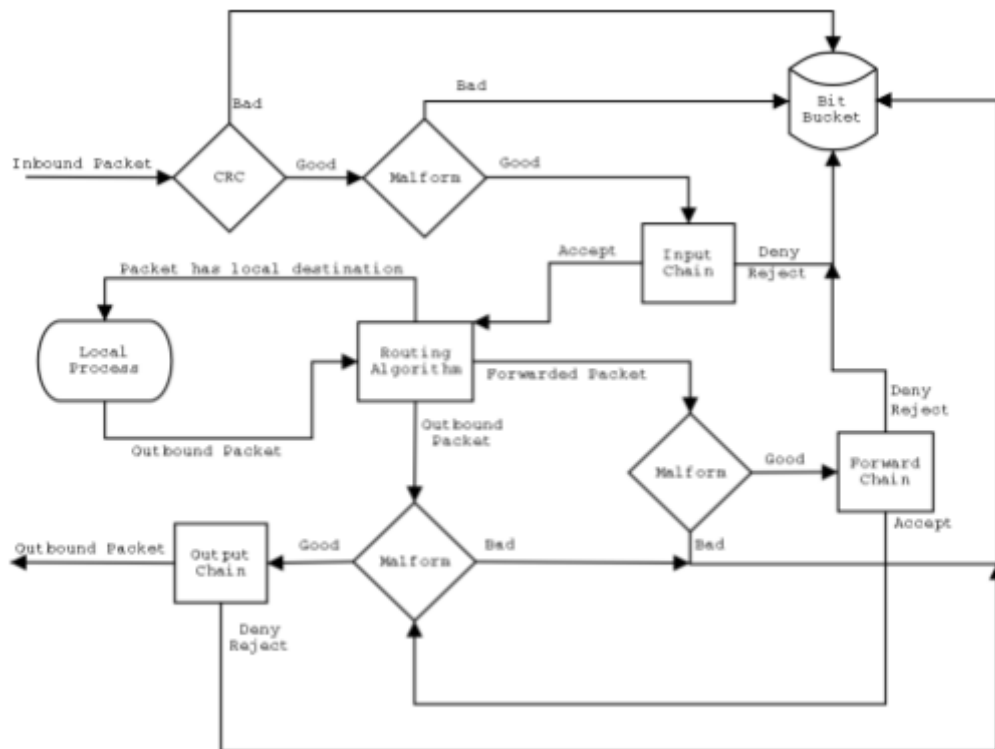 Bad
Bad
Bit
Bucket
Inbound Packet
CRC
Good
Malform
Good
Accept
Input
Chain
Deny
Reject
Packet has local destination
Local
Process
Routing
Algorithm
Forwarded Packet
Deny
Reject
Outbound Packet
Outbound
Packet
Malform
Good
Forward
Chain
Accept
Outbound Packet
Output
Chain
Good
Malform
Bad
Bad
Deny
Reject